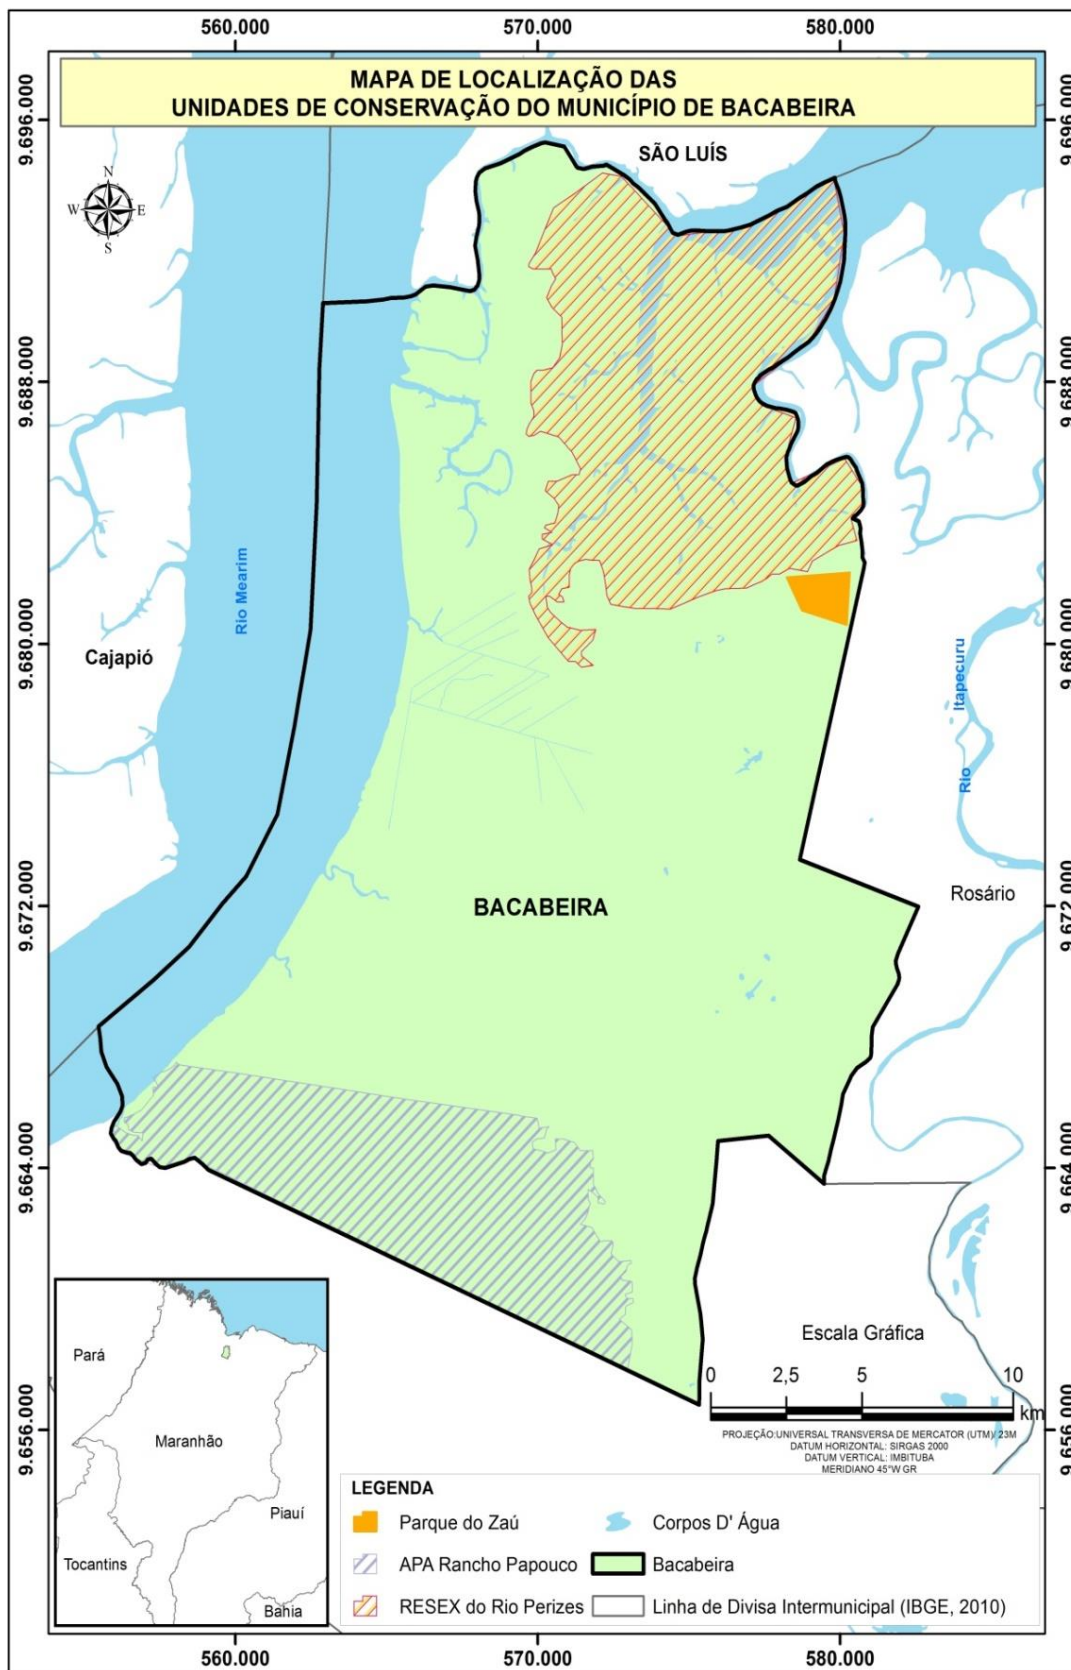 560.000
570.000
580.000
MAPA DE LOCALIZAÇÃO DAS
UNIDADES DE CONSERVAÇÃO DO MUNICÍPIO DE BACABEIRA
9.696.000
9.696.000
SÃO LUÍS
N
W
E
S
9.688.000
9.688.000
Rio Mearim
Cajapió
9.680.000
9.680.000
Itapecuru
Rio
BACABEIRA
9.672.000
9.672.000
Rosário
9.664.000
9.664.000
Escala Gráfica
0
2,5
5
10
km
PROJEÇÃO:UNIVERSAL TRANSVERSA DE MERCATOR (UTM)/ 23M
DATUM HORIZONTAL: SIRGAS 2000
DATUM VERTICAL: IMBITUBA
MERIDIANO 45°W GR
9.656.000
9.656.000
Pará
Maranhão
Piauí
Tocantins
Bahia
LEGENDA
Parque do Zaú
Corpos D' Água
APA Rancho Papouco
Bacabeira
RESEX do Rio Perizes
Linha de Divisa Intermunicipal (IBGE, 2010)
560.000
570.000
580.000